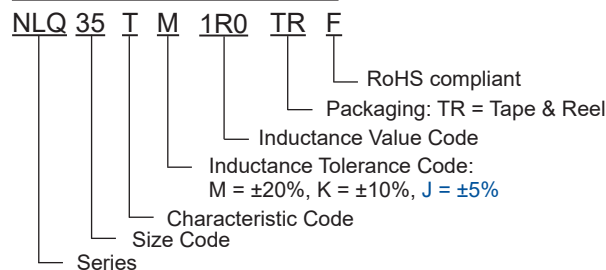 NLQ 35 T M 1R0 TR F
RoHS compliant
Packaging: TR = Tape & Reel
Inductance Value Code
Inductance Tolerance Code:
M = ±20%, K = ±10%, J = ±5%
Characteristic Code
Size Code
Series